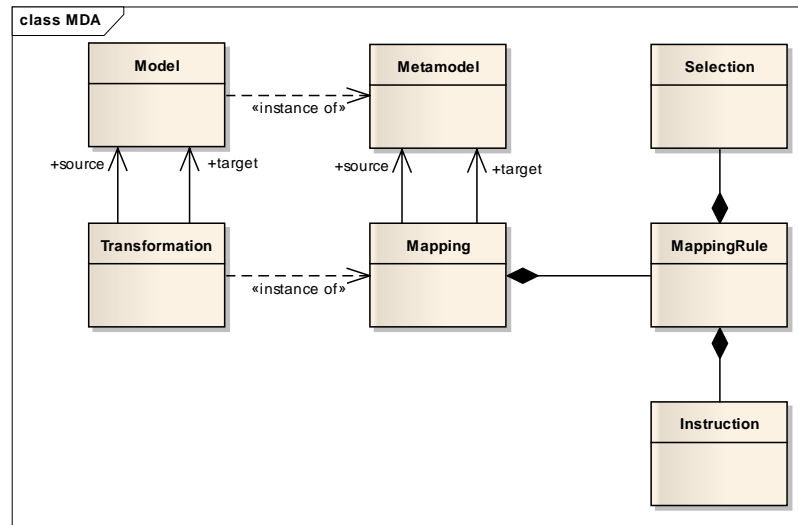 class MDA
Model
Metamodel
Selection
«instance of»
+source
+target
+source
+target
Transformation
Mapping
MappingRule
«instance of»
Instruction